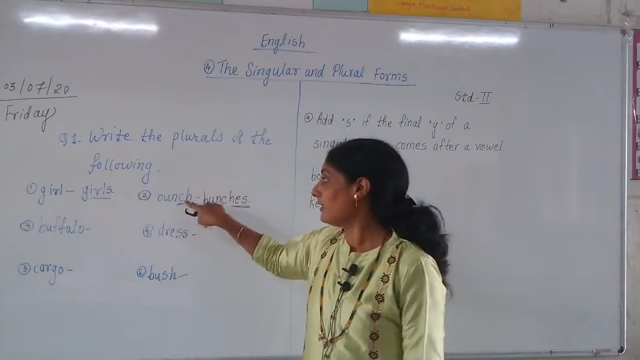 English
④ The Singular and Plural Forms
03/07/20
Friday
Std-II
Q1. Write the plurals of the
following.
① girl - girls
② bunch - bunches
③ buffalo-
④ dress-
⑤ cargo-
⑥ bush-
④ Add 's' if the final 'y' of a
comes after a vowel